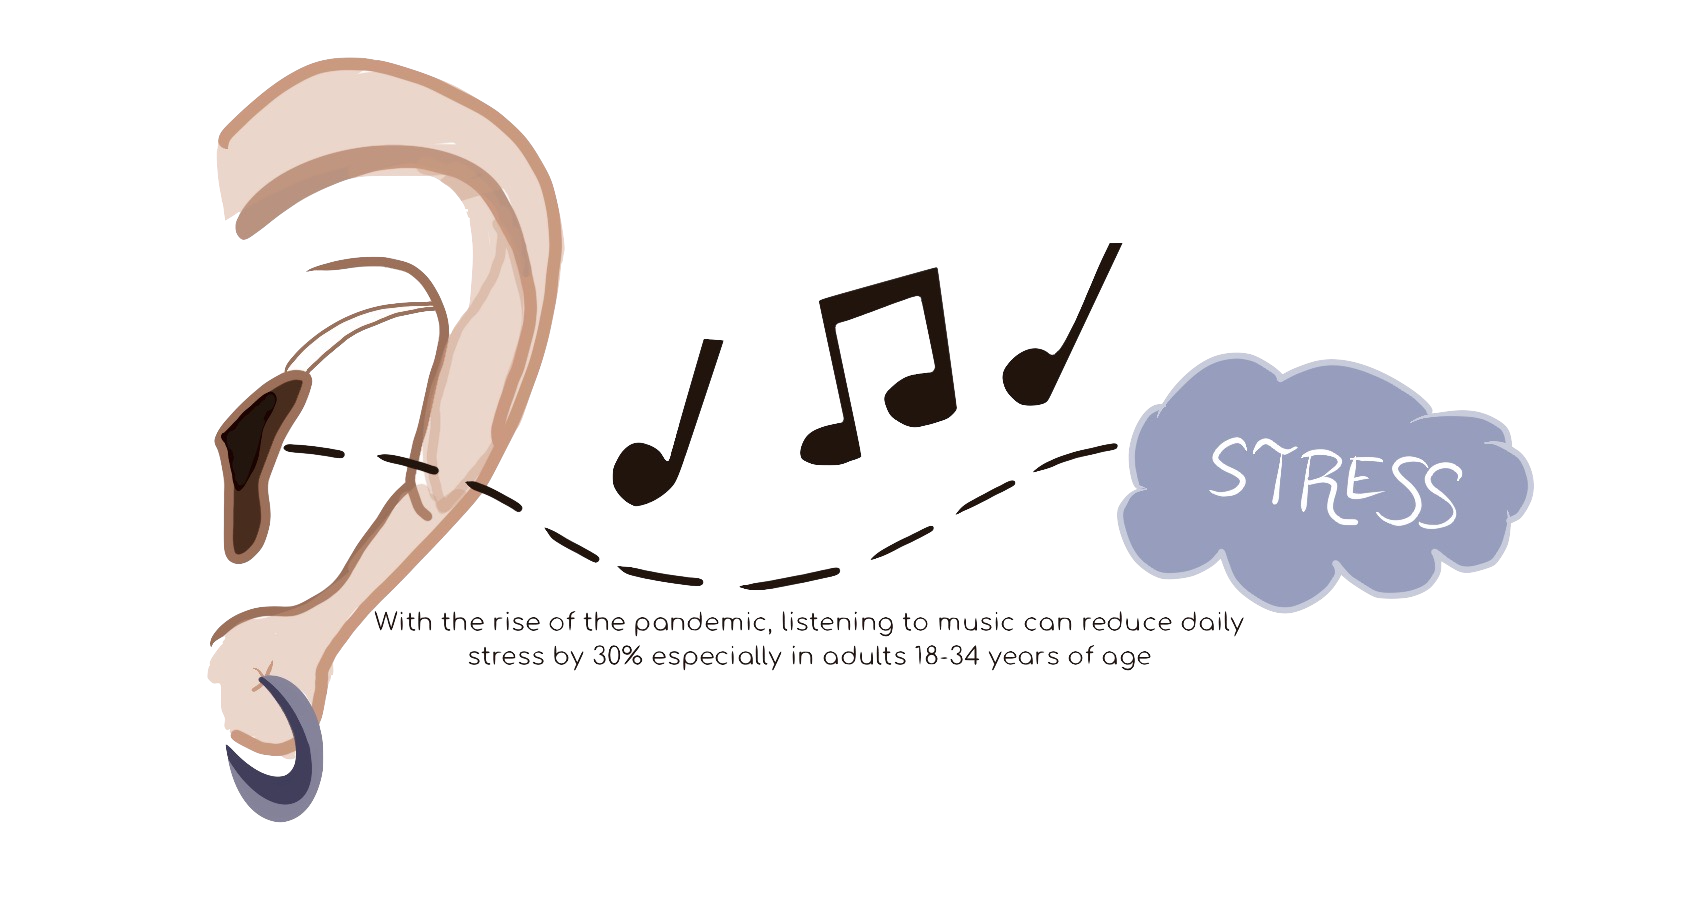 STRESS
With the rise of the pandemic, listening to music can reduce daily
stress by 30% especially in adults 18-34 years of age